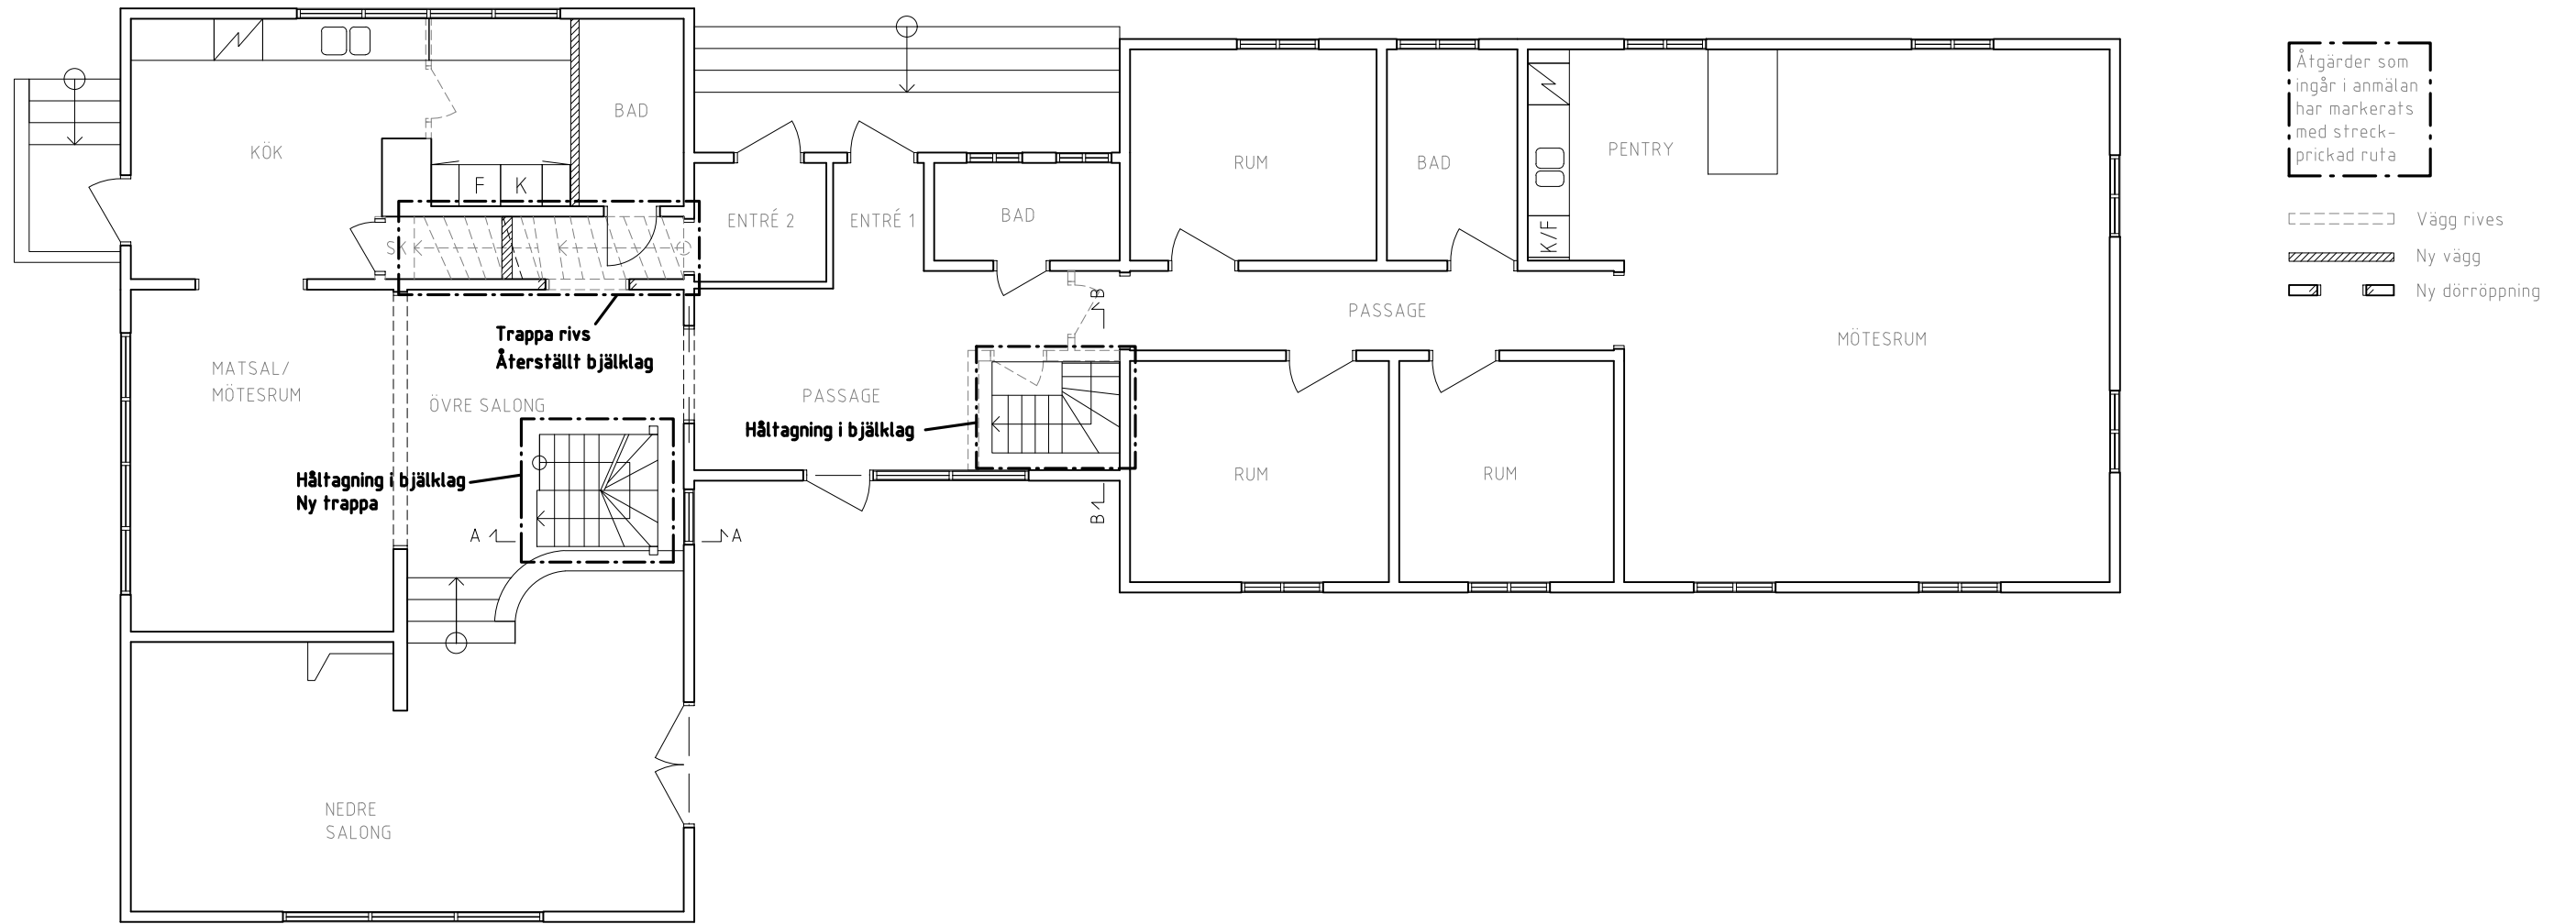 BAD
KÖK
F
K
SK
ENTRÉ 2
ENTRÉ 1
BAD
RUM
BAD
PENTRY
K/F
Åtgärder som
ingår i anmälan
har markerats
med streck-
prickad ruta
Vägg rives
Ny vägg
Ny dörröppning
Trappa rivs
Återställt bjälklag
MATSAL/
MÖTESRUM
ÖVRE SALONG
PASSAGE
B
PASSAGE
MÖTESRUM
Håltagning i bjälklag
Håltagning i bjälklag
Ny trappa
RUM
RUM
A
A
B
NEDRE
SALONG